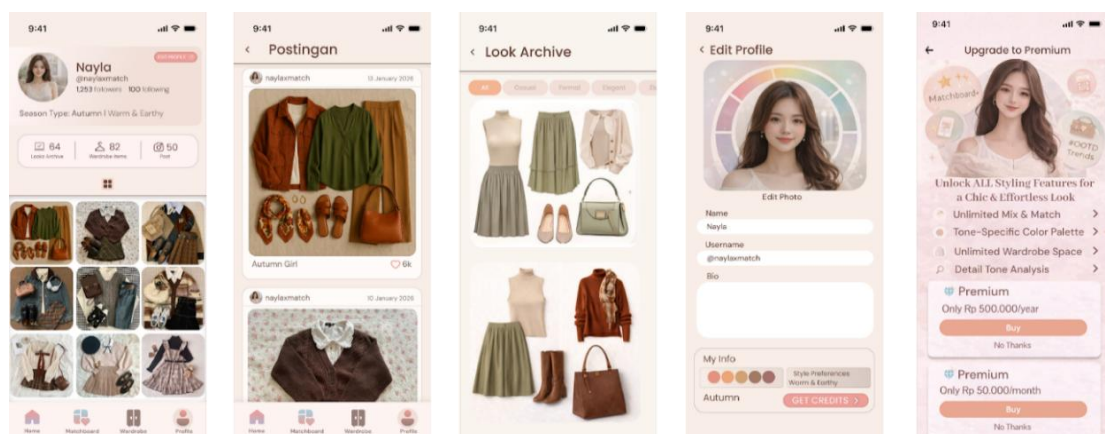 9:41
Nayla
@naylaxmatch
1,253 followers 100 following
Season Type: Autumn | Warm & Earthy
64
82
50
Looks Archive
Wardrobe Items
Post
Home
Matchboard
Wardrobe
Profile
9:41
Postingan
naylaxmatch
13 January 2026
Autumn Girl
6k
naylaxmatch
10 January 2026
Home
Matchboard
Wardrobe
Profile
9:41
Look Archive
All
Casual
Formal
Elegant
9:41
Edit Profile
Edit Photo
Name
Nayla
Username
@naylaxmatch
Bio
My Info
Style Preferences
Warm & Earthy
Autumn
GET CREDITS
9:41
Upgrade to Premium
Matchboard+
#OOTD
Trends
Unlock ALL Styling Features for
a Chic & Effortless Look
Unlimited Mix & Match
Tone-Specific Color Palette
Unlimited Wardrobe Space
Detail Tone Analysis
Premium
Only Rp 500.000/year
Buy
No Thanks
Premium
Only Rp 50.000/month
Buy
No Thanks